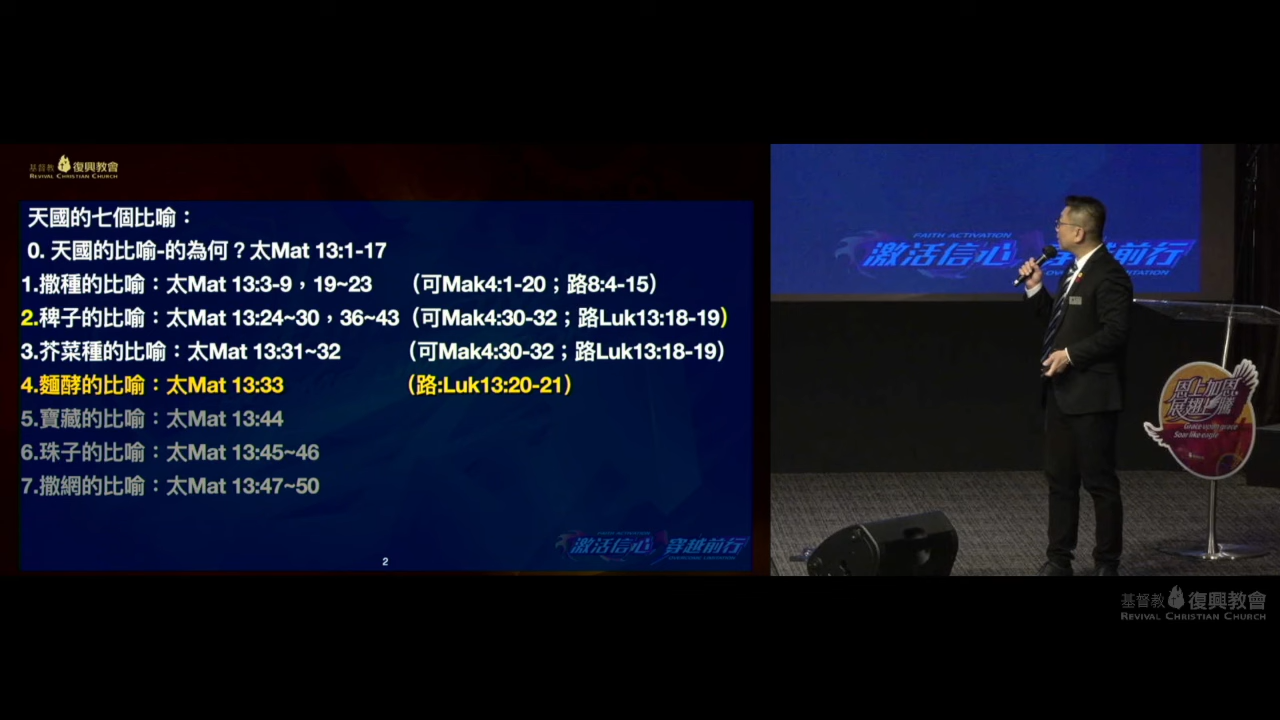 基督教 復興教會
REVIVAL CHRISTIAN CHURCH
天國的七個比喻：
0. 天國的比喻-的為何？太Mat 13:1-17
1.撒種的比喻：太Mat 13:3-9，19~23 （可Mak4:1-20；路8:4-15）
2.稗子的比喻：太Mat 13:24~30，36~43（可Mak4:30-32；路Luk13:18-19）
3.芥菜種的比喻：太Mat 13:31~32 （可Mak4:30-32；路Luk13:18-19）
4.麵酵的比喻：太Mat 13:33 （路:Luk13:20-21）
5.寶藏的比喻：太Mat 13:44
6.珠子的比喻：太Mat 13:45~46
7.撒網的比喻：太Mat 13:47~50
激活信心 穿越前行
2
FAITH ACTIVATION
激活信心 穿越前行
恩上加恩
展翅上騰
Grace upon grace
Soar like eagle
基督教 復興教會
REVIVAL CHRISTIAN CHURCH